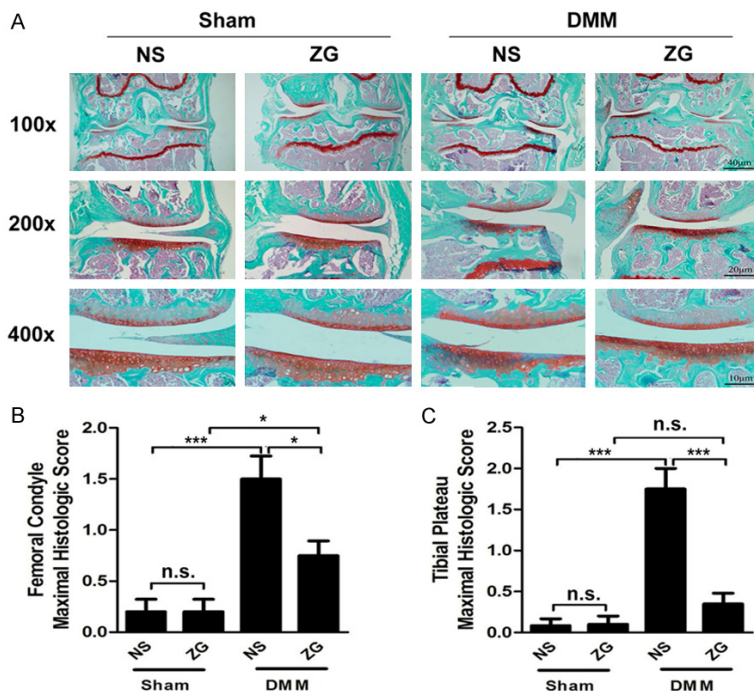 A
Sham
DMM
NS
ZG
NS
ZG
100x
40μm
200x
20μm
400x
10μm
B
Femoral Condyle
Maximal Histologic Score
2.0
1.5
1.0
0.5
0.0
***
*
*
n.s.
NS
ZG
NS
ZG
Sham
DMM
C
Tibial Plateau
Maximal Histologic Score
2.5
2.0
1.5
1.0
0.5
0.0
n.s.
***
***
n.s.
NS
ZG
NS
ZG
Sham
DMM